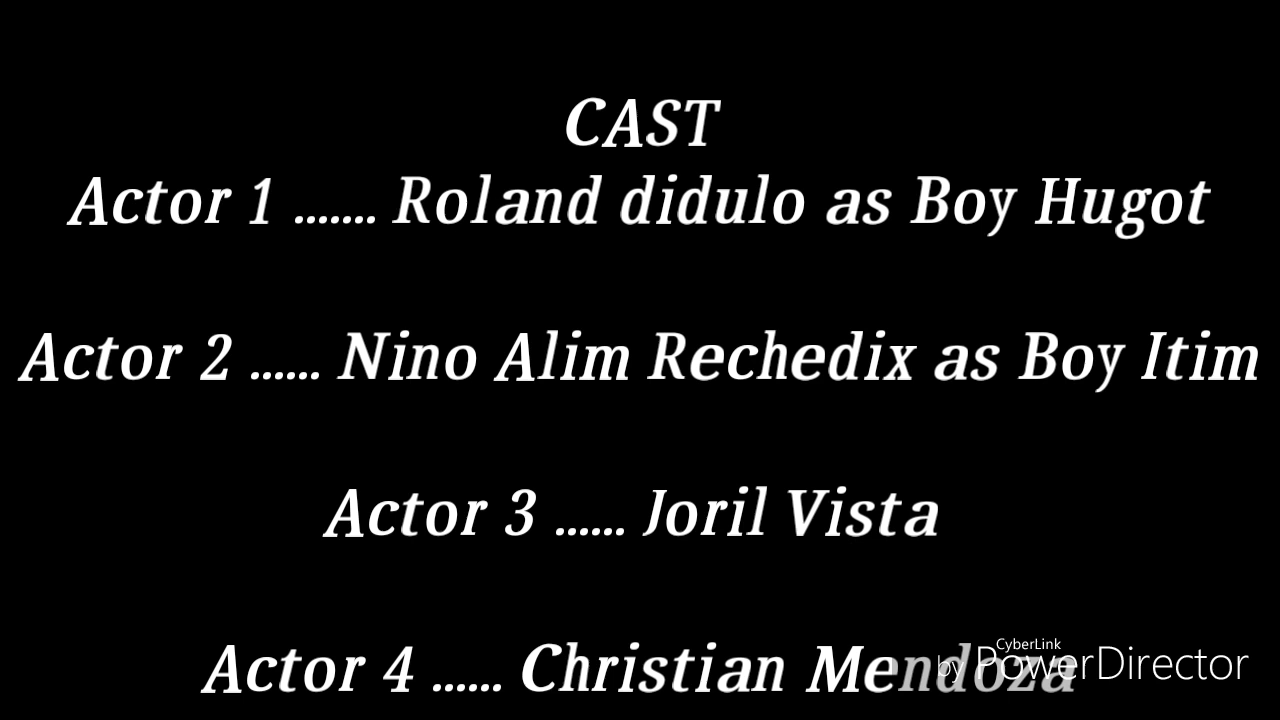 CAST
Actor 1 ....... Roland didulo as Boy Hugot
Actor 2 ...... Nino Alim Rechedix as Boy Itim
Actor 3 ...... Joril Vista
Actor 4 ...... Christian Mendoza
CyberLink
by PowerDirector